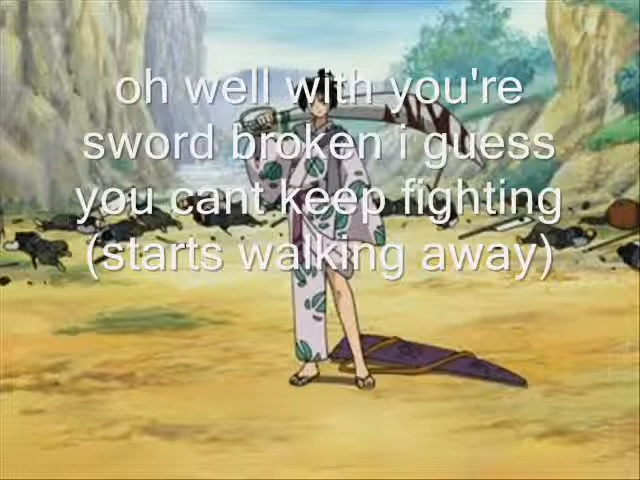 oh well with you're
sword broken i guess
you cant keep fighting
(starts walking away)